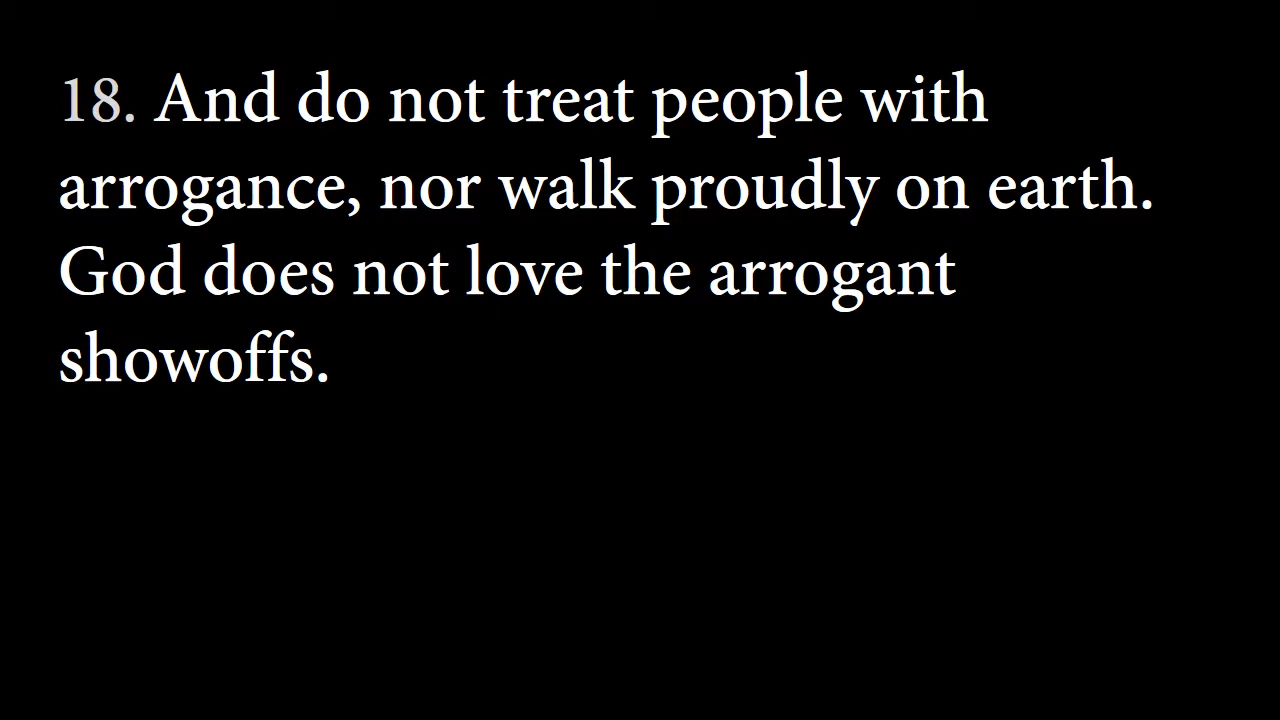 18. And do not treat people with
arrogance, nor walk proudly on earth.
God does not love the arrogant
showoffs.